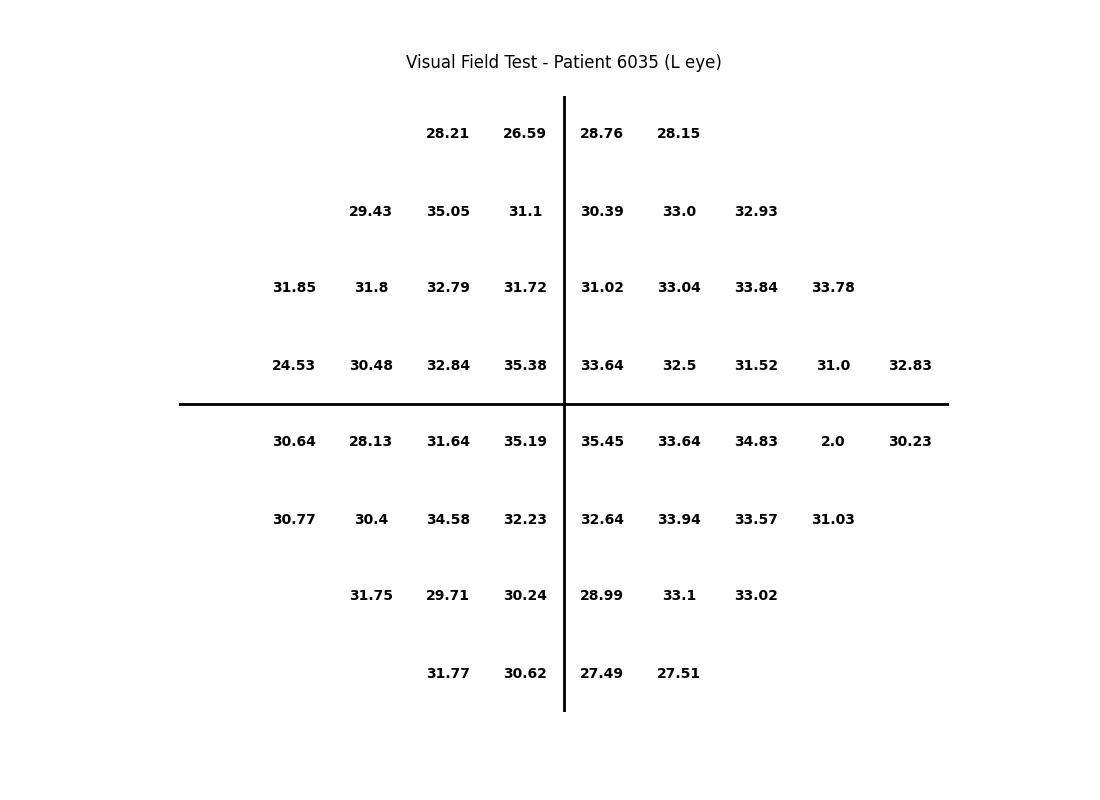 Visual Field Test - Patient 6035 (L eye)
28.21 26.59 28.76 28.15
29.43 35.05 31.1 30.39 33.0 32.93
31.85 31.8 32.79 31.72 31.02 33.04 33.84 33.78
24.53 30.48 32.84 35.38 33.64 32.5 31.52 31.0 32.83
30.64 28.13 31.64 35.19 35.45 33.64 34.83 2.0 30.23
30.77 30.4 34.58 32.23 32.64 33.94 33.57 31.03
31.75 29.71 30.24 28.99 33.1 33.02
31.77 30.62 27.49 27.51